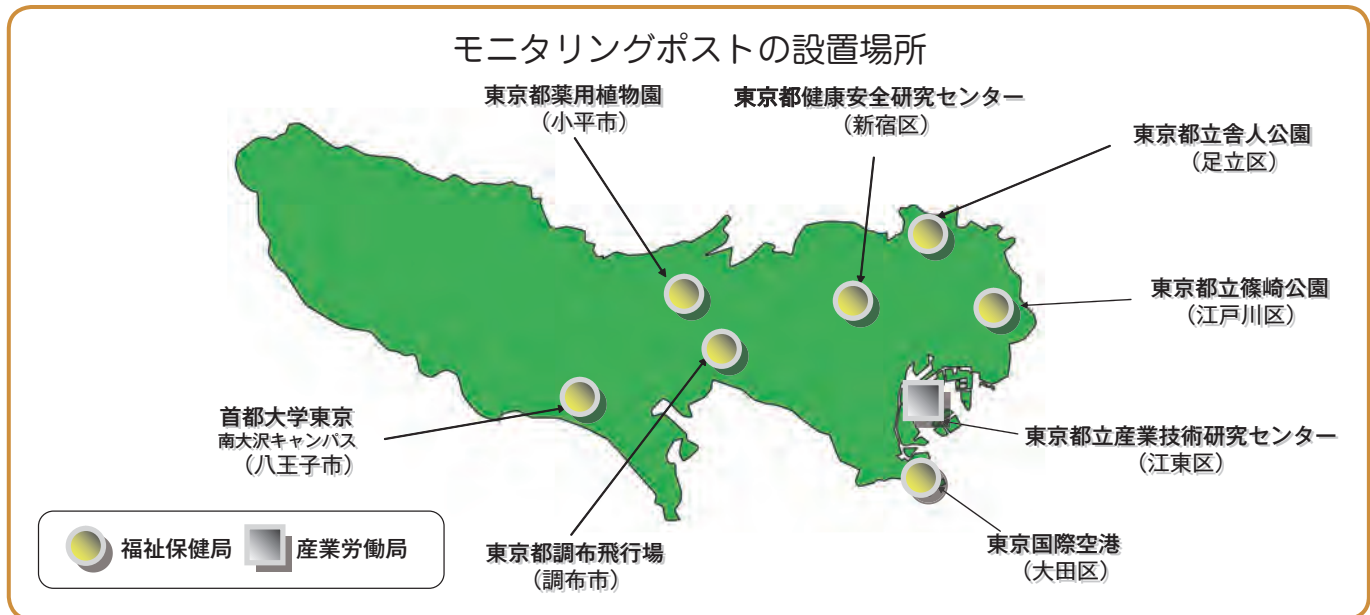 モニタリングポストの設置場所
東京都薬用植物園
（小平市）
東京都健康安全研究センター
（新宿区）
東京都立舎人公園
（足立区）
東京都立篠崎公園
（江戸川区）
首都大学東京
南大沢キャンパス
（八王子市）
東京都立産業技術研究センター
（江東区）
東京都調布飛行場
（調布市）
東京国際空港
（大田区）
福祉保健局
産業労働局